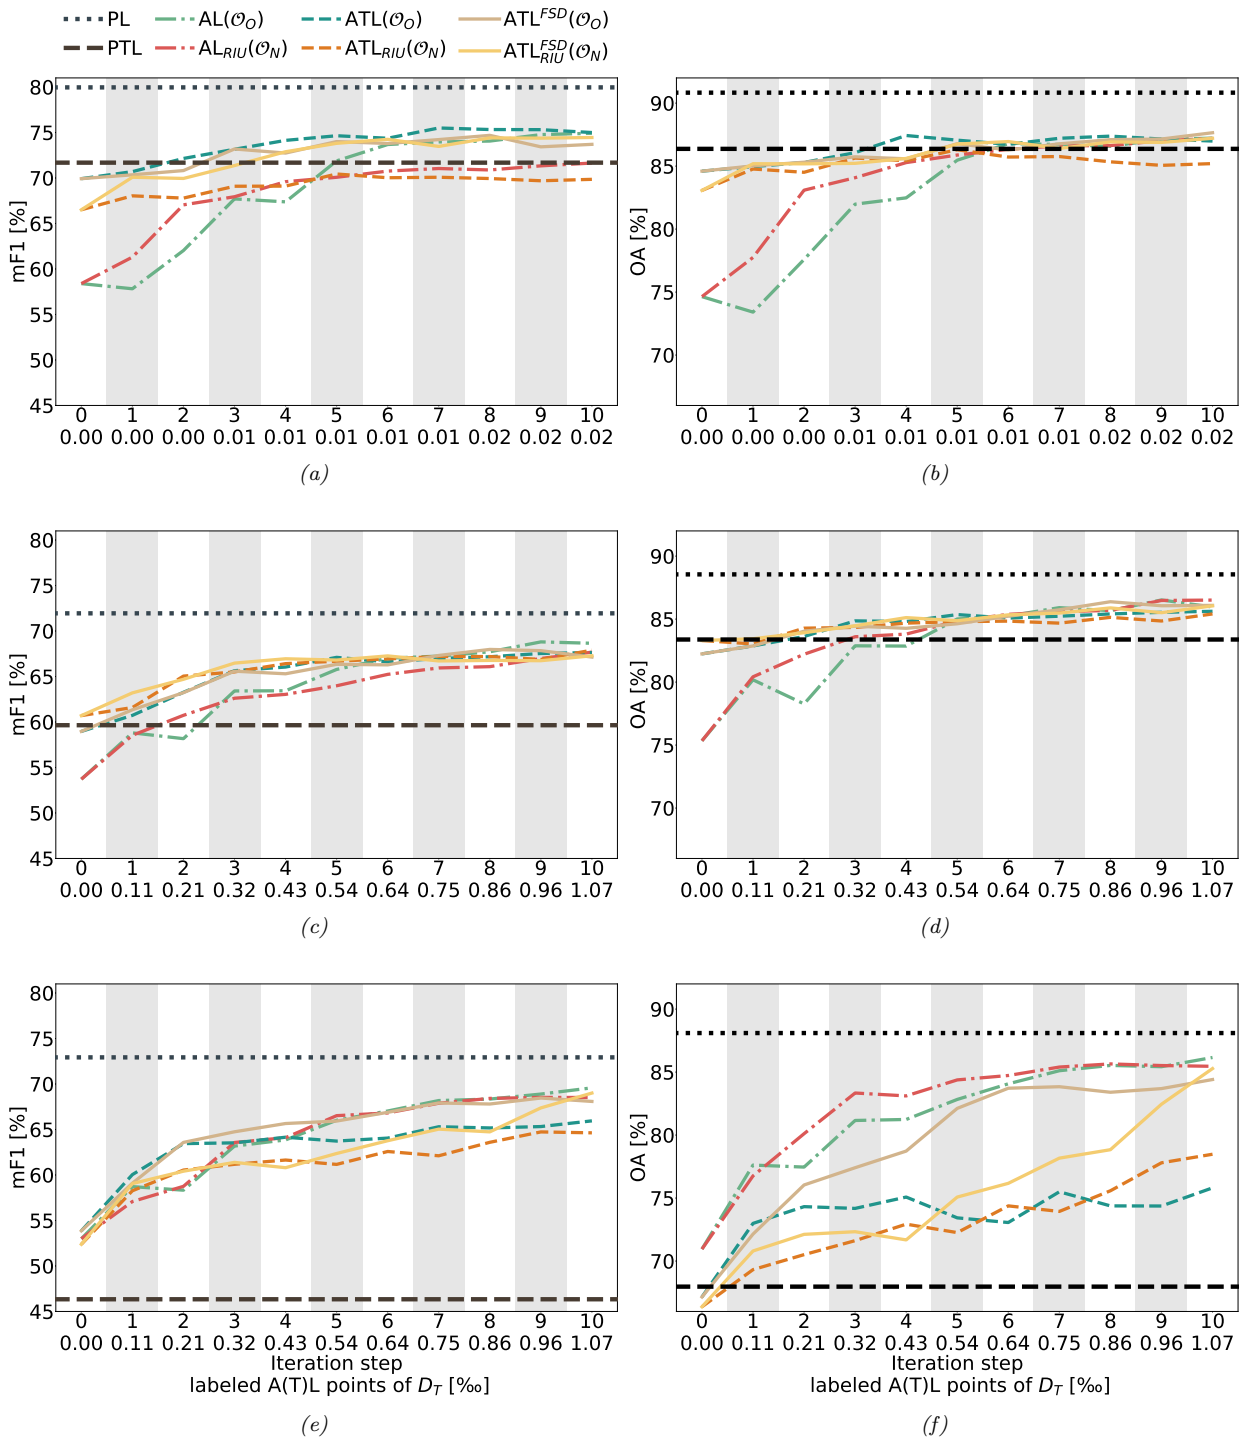 PL AL(𝒪_O) ATL(𝒪_O) ATL^FSD(𝒪_O)
PTL AL_RIU(𝒪_N) ATL_RIU(𝒪_N) ATL^FSD_RIU(𝒪_N)
80
75
70
65
60
55
50
45
mF1 [%]
0 1 2 3 4 5 6 7 8 9 10
0.00 0.00 0.00 0.01 0.01 0.01 0.01 0.01 0.02 0.02 0.02
(a)
90
85
80
75
70
OA [%]
0 1 2 3 4 5 6 7 8 9 10
0.00 0.00 0.00 0.01 0.01 0.01 0.01 0.01 0.02 0.02 0.02
(b)
80
75
70
65
60
55
50
45
mF1 [%]
0 1 2 3 4 5 6 7 8 9 10
0.00 0.11 0.21 0.32 0.43 0.54 0.64 0.75 0.86 0.96 1.07
(c)
90
85
80
75
70
OA [%]
0 1 2 3 4 5 6 7 8 9 10
0.00 0.11 0.21 0.32 0.43 0.54 0.64 0.75 0.86 0.96 1.07
(d)
80
75
70
65
60
55
50
45
mF1 [%]
0 1 2 3 4 5 6 7 8 9 10
0.00 0.11 0.21 0.32 0.43 0.54 0.64 0.75 0.86 0.96 1.07
Iteration step
labeled A(T)L points of D_T [‰]
(e)
90
85
80
75
70
OA [%]
0 1 2 3 4 5 6 7 8 9 10
0.00 0.11 0.21 0.32 0.43 0.54 0.64 0.75 0.86 0.96 1.07
Iteration step
labeled A(T)L points of D_T [‰]
(f)